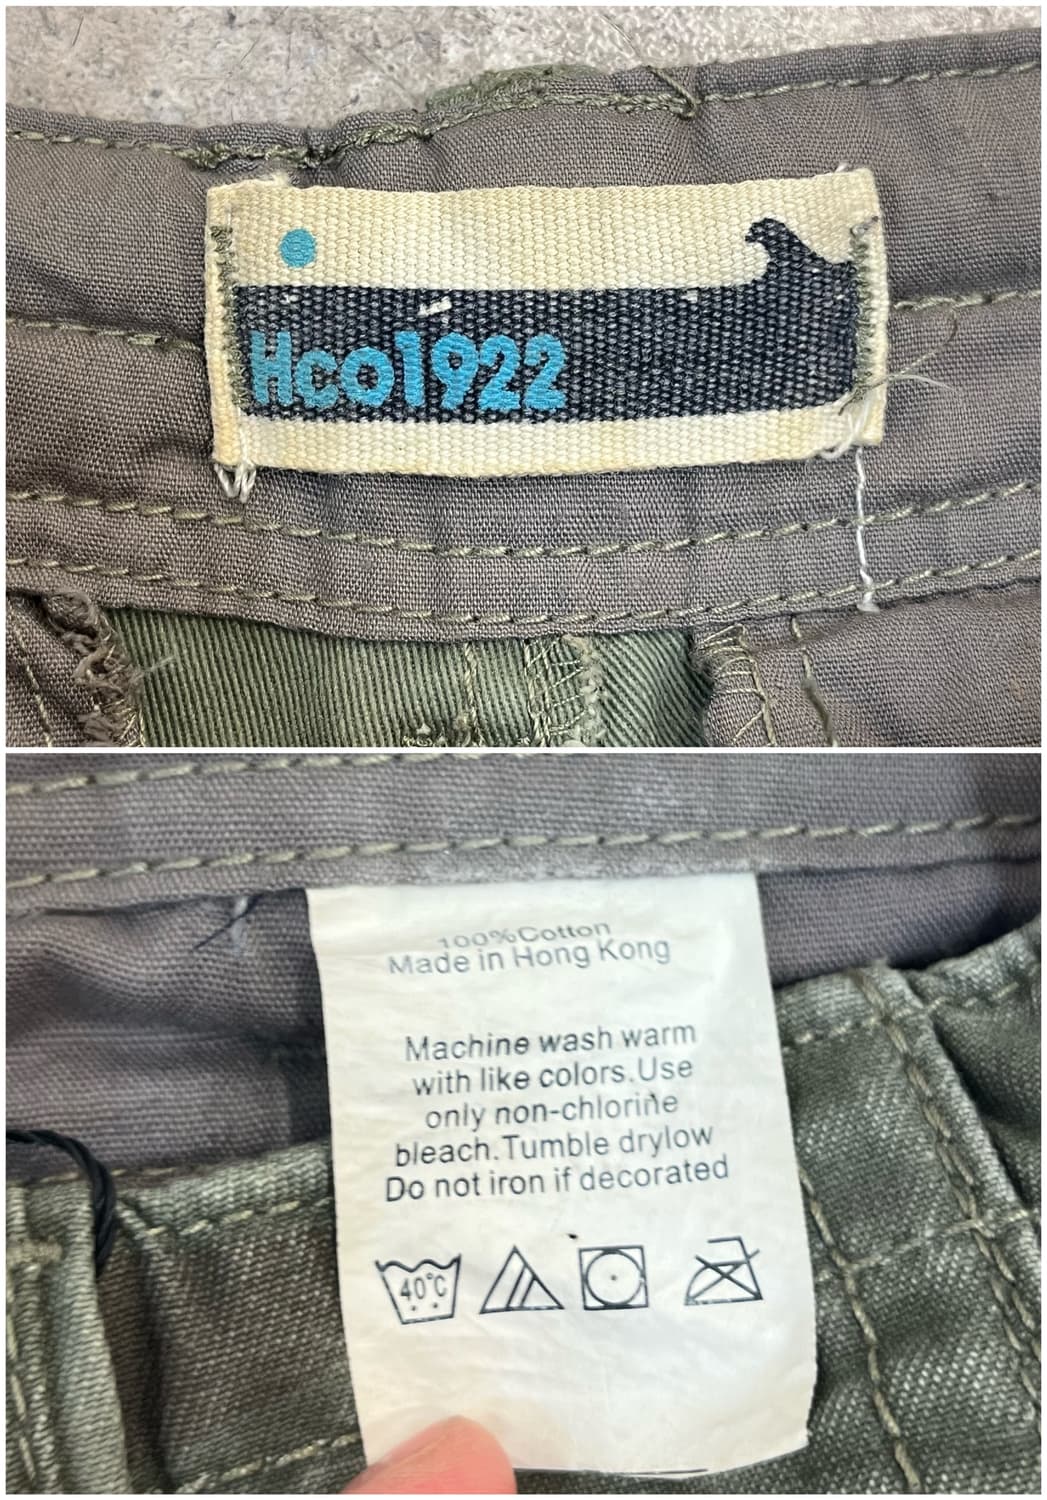 Hco1922
100%Cotton
Made in Hong Kong
Machine wash warm
with like colors.Use
only non-chlorine
bleach.Tumble drylow
Do not iron if decorated
40°C